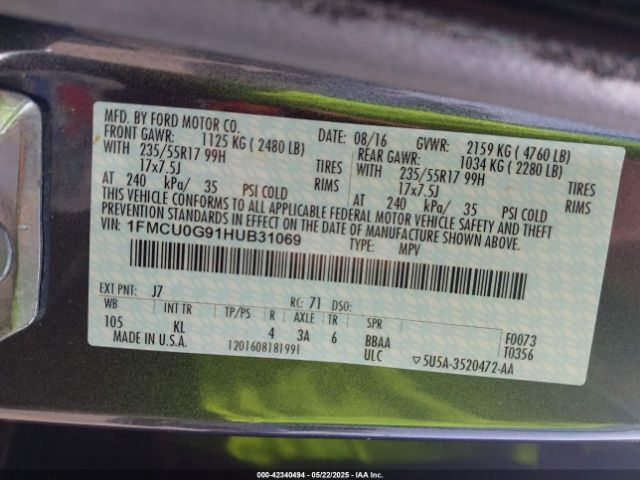 MFD. BY FORD MOTOR CO.
DATE: 08/16 GVWR: 2159 KG ( 4760 LB)
FRONT GAWR: 1125 KG ( 2480 LB) REAR GAWR: 1034 KG ( 2280 LB)
WITH 235/55R17 99H TIRES WITH 235/55R17 99H TIRES
17x7.5J RIMS 17x7.5J RIMS
AT 240 kPa/ 35 PSI COLD AT 240 kPa/ 35 PSI COLD
THIS VEHICLE CONFORMS TO ALL APPLICABLE FEDERAL MOTOR VEHICLE SAFETY AND THEFT
PREVENTION STANDARDS IN EFFECT ON THE DATE OF MANUFACTURE SHOWN ABOVE.
VIN: 1FMCU0G91HUB31069 TYPE: MPV
EXT PNT: J7 RC: 71 DSO:
WB INT TR TP/PS R AXLE TR SPR
105 KL 4 3A 6 BBAA F0073
MADE IN U.S.A. 1201608181991 ULC T0356
5U5A-3520472-AA
00-42340494 - 05/22/2025 - IAA Inc.